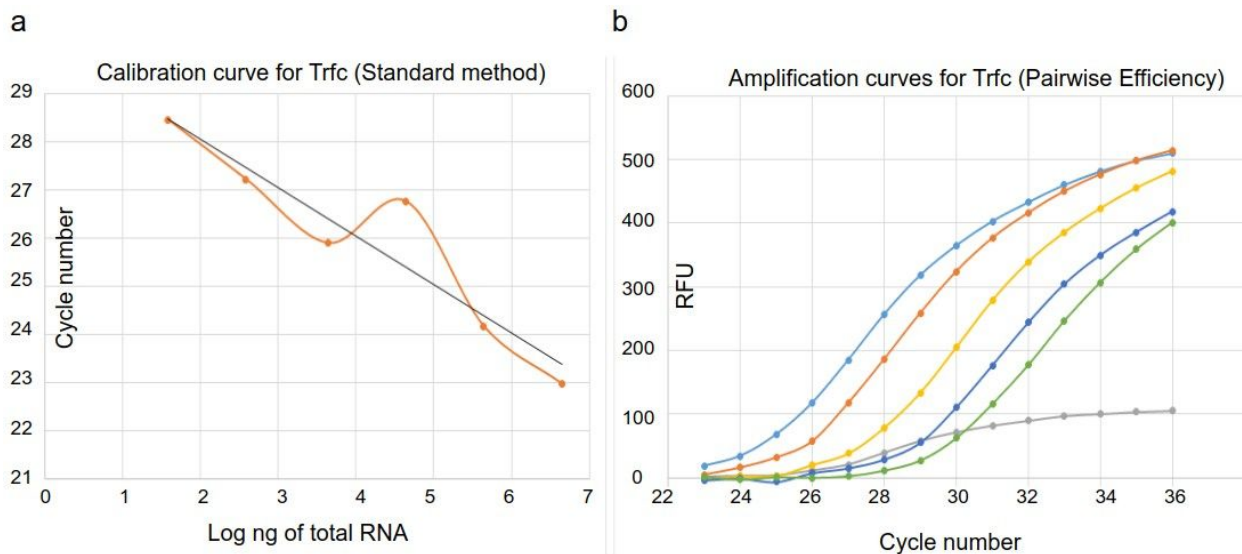 a
Calibration curve for Trfc (Standard method)
29
28
27
26
25
24
23
22
21
Cycle number
0 1 2 3 4 5 6 7
Log ng of total RNA
b
Amplification curves for Trfc (Pairwise Efficiency)
600
500
400
300
200
100
0
RFU
22 24 26 28 30 32 34 36
Cycle number